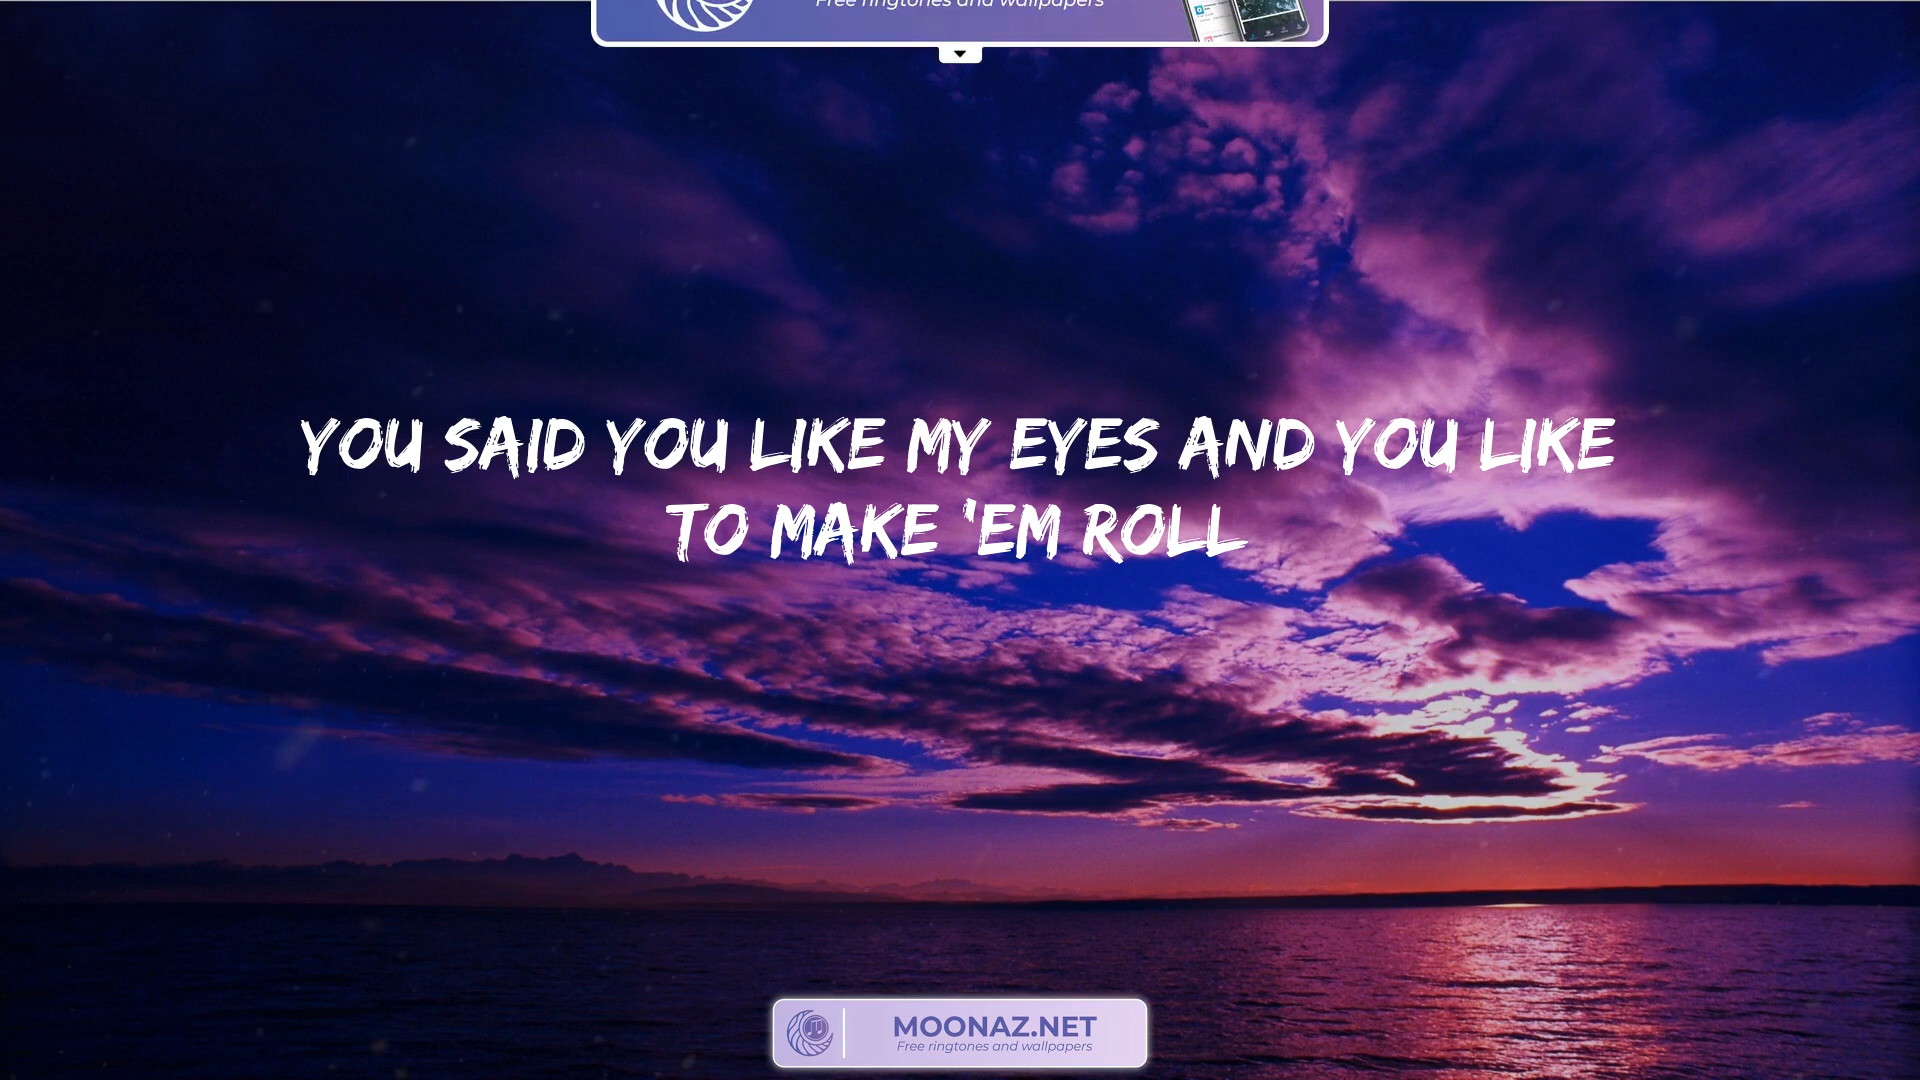 Free ringtones and wallpapers
YOU SAID YOU LIKE MY EYES AND YOU LIKE
TO MAKE 'EM ROLL
MOONAZ.NET
Free ringtones and wallpapers